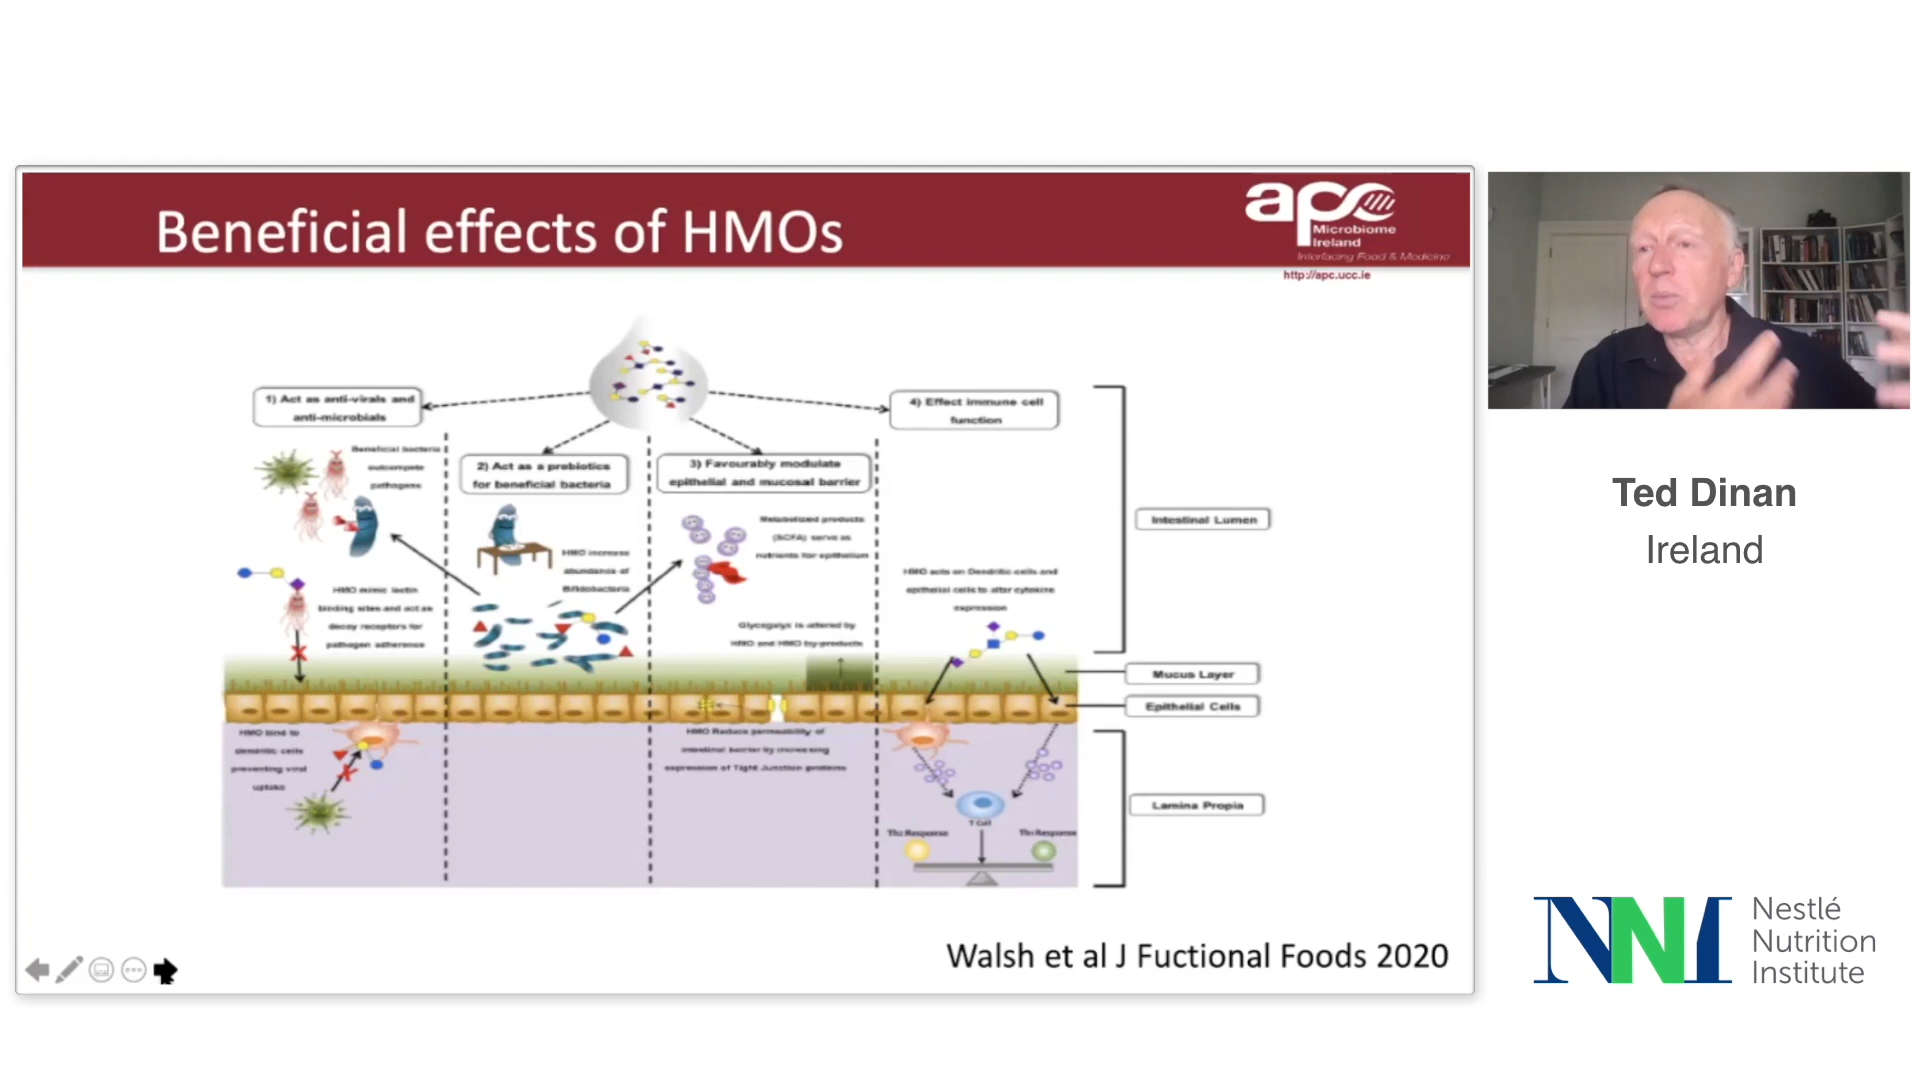 Beneficial effects of HMOs
apc
Microbiome
Ireland
Interfacing Food & Medicine
http://apc.ucc.ie
1) Act as anti-virals and
anti-microbials
4) Effect immune cell
function
2) Act as a prebiotics
for beneficial bacteria
3) Favourably modulate
epithelial and mucosal barrier
Beneficial bacteria
outcompete
pathogens
HMO mimic lectin
binding sites and act as
decoy receptors for
pathogen adherence
HMO increase
abundance of
Bifidobacteria
Metabolized products
(SCFA) serve as
nutrients for epithelium
Glycocalyx is altered by
HMO and HMO by-products
HMO acts on Dendritic cells and
epithelial cells to alter cytokine
expression
Intestinal Lumen
Mucus Layer
Epithelial Cells
Lamina Propia
HMO bind to
dendritic cells
preventing viral
uptake
HMO Reduce permeability of
intestinal barrier by increasing
expression of Tight Junction proteins
T Cell
Th2 Response
Th1 Response
Walsh et al J Fuctional Foods 2020
Ted Dinan
Ireland
NNI
Nestlé
Nutrition
Institute